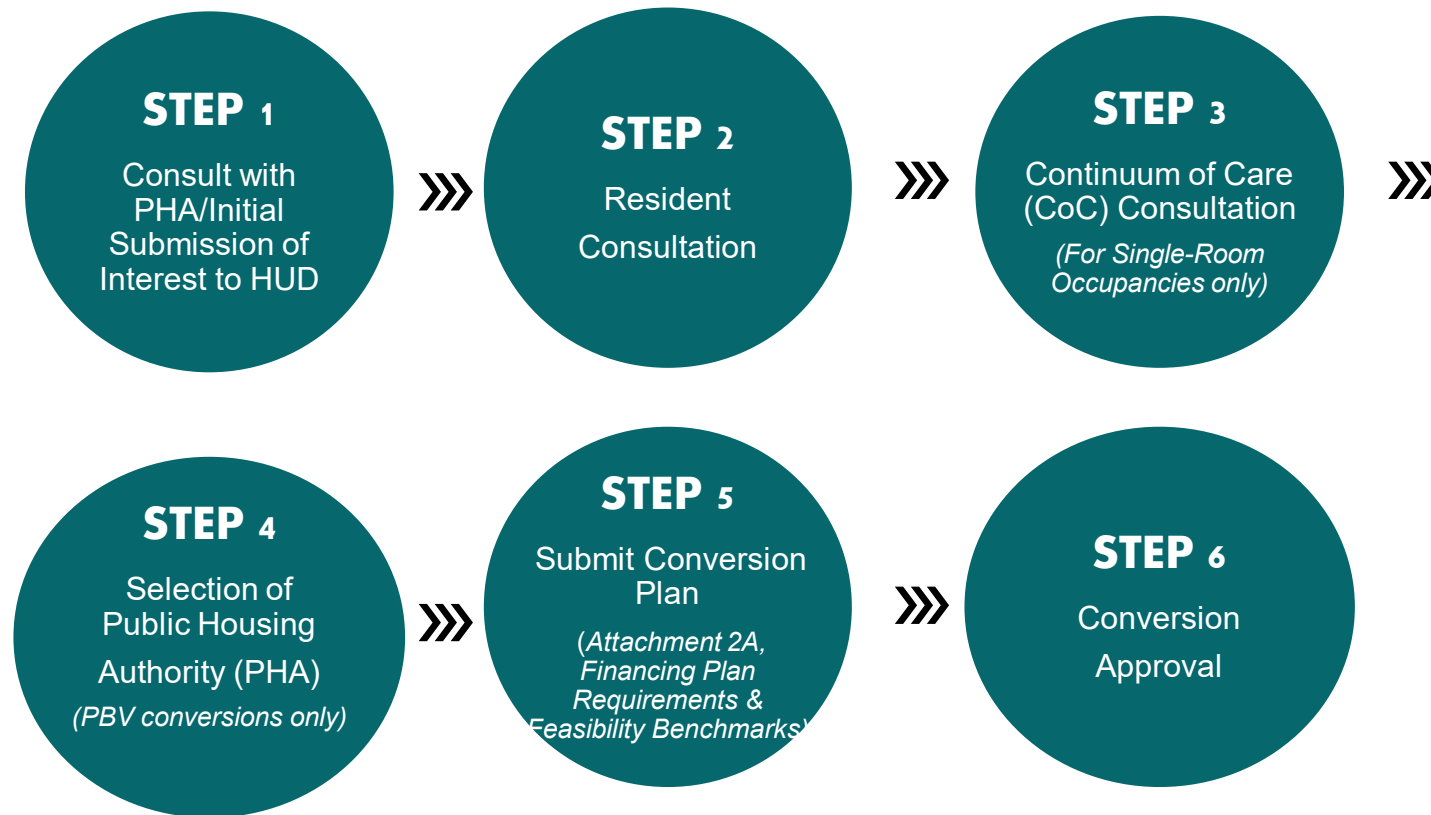 STEP 1
Consult with
PHA/Initial
Submission of
Interest to HUD
STEP 2
Resident
Consultation
STEP 3
Continuum of Care
(CoC) Consultation
(For Single-Room
Occupancies only)
STEP 4
Selection of
Public Housing
Authority (PHA)
(PBV conversions only)
STEP 5
Submit Conversion
Plan
(Attachment 2A,
Financing Plan
Requirements &
Feasibility Benchmarks)
STEP 6
Conversion
Approval